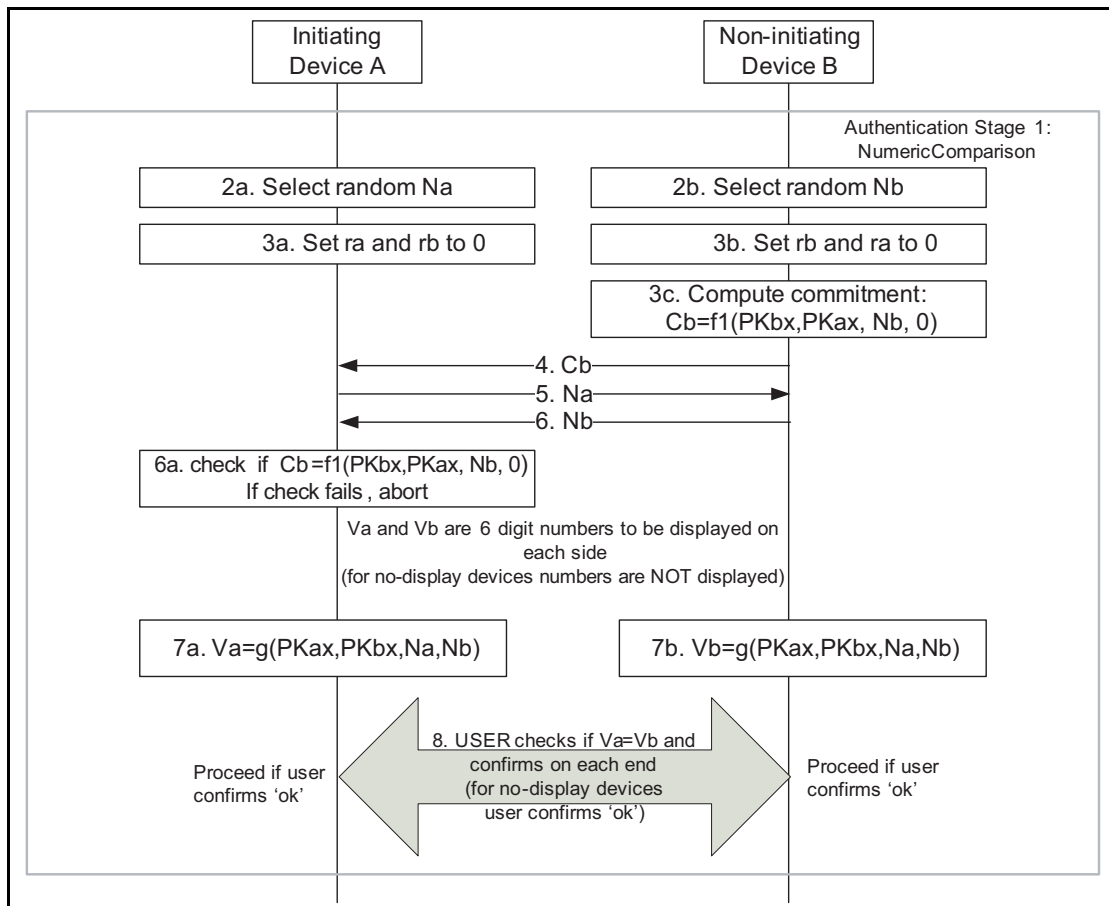 Initiating
Device A
Non-initiating
Device B
Authentication Stage 1:
NumericComparison
2a. Select random Na
2b. Select random Nb
3a. Set ra and rb to 0
3b. Set rb and ra to 0
3c. Compute commitment:
Cb=f1(PKbx,PKax, Nb, 0)
4. Cb
5. Na
6. Nb
6a. check if Cb=f1(PKbx,PKax, Nb, 0)
If check fails, abort
Va and Vb are 6 digit numbers to be displayed on
each side
(for no-display devices numbers are NOT displayed)
7a. Va=g(PKax,PKbx,Na,Nb)
7b. Vb=g(PKax,PKbx,Na,Nb)
8. USER checks if Va=Vb and
confirms on each end
(for no-display devices
user confirms ‘ok’)
Proceed if user
confirms ‘ok’
Proceed if user
confirms ‘ok’